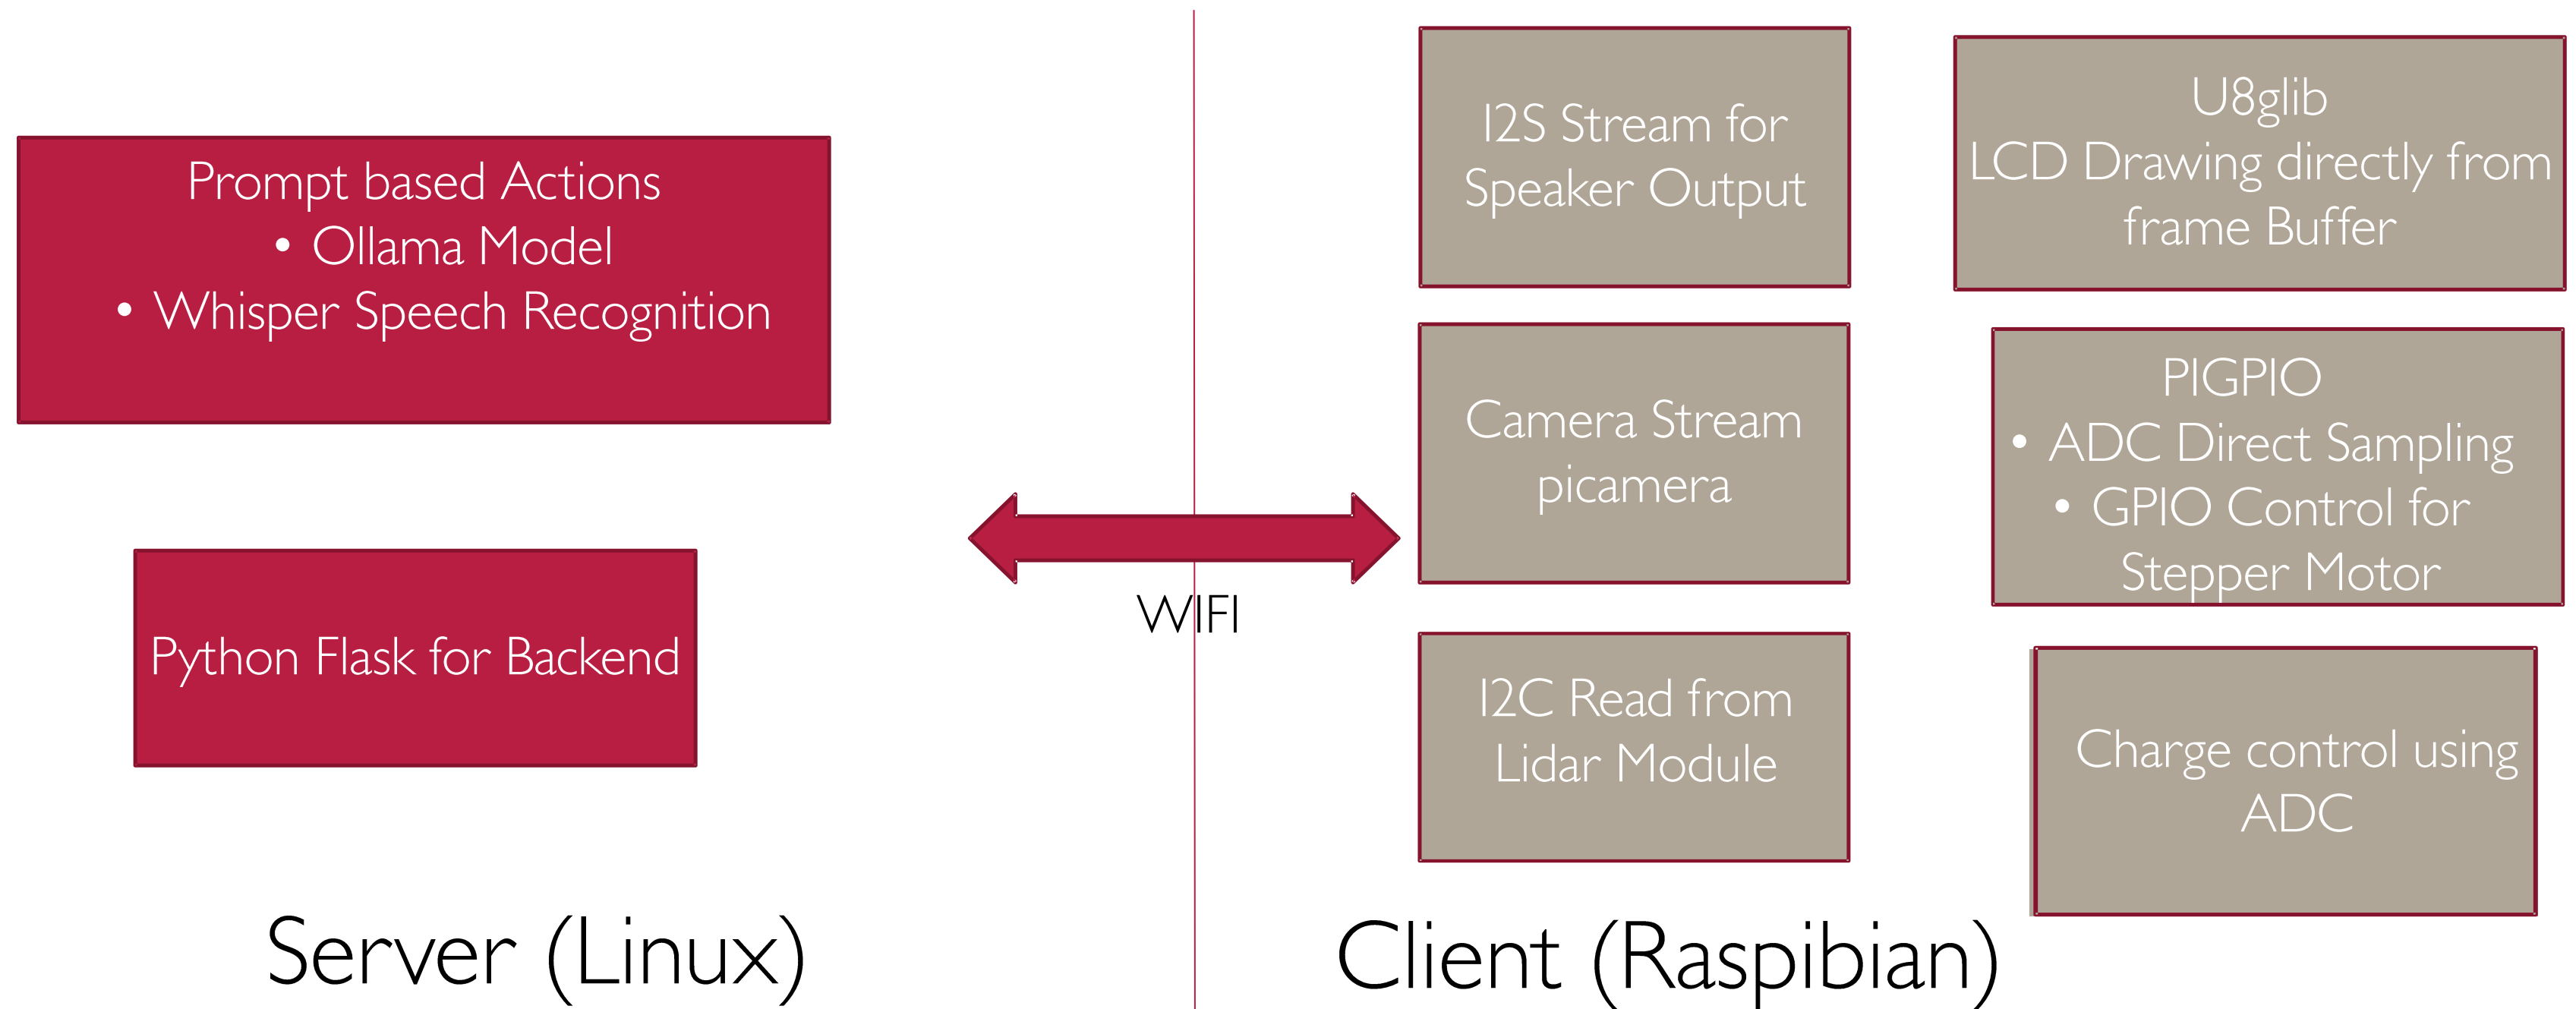 Prompt based Actions
• Ollama Model
• Whisper Speech Recognition
Python Flask for Backend
Server (Linux)
WIFI
I2S Stream for
Speaker Output
Camera Stream
picamera
I2C Read from
Lidar Module
U8glib
LCD Drawing directly from
frame Buffer
PIGPIO
• ADC Direct Sampling
• GPIO Control for
Stepper Motor
Charge control using
ADC
Client (Raspibian)